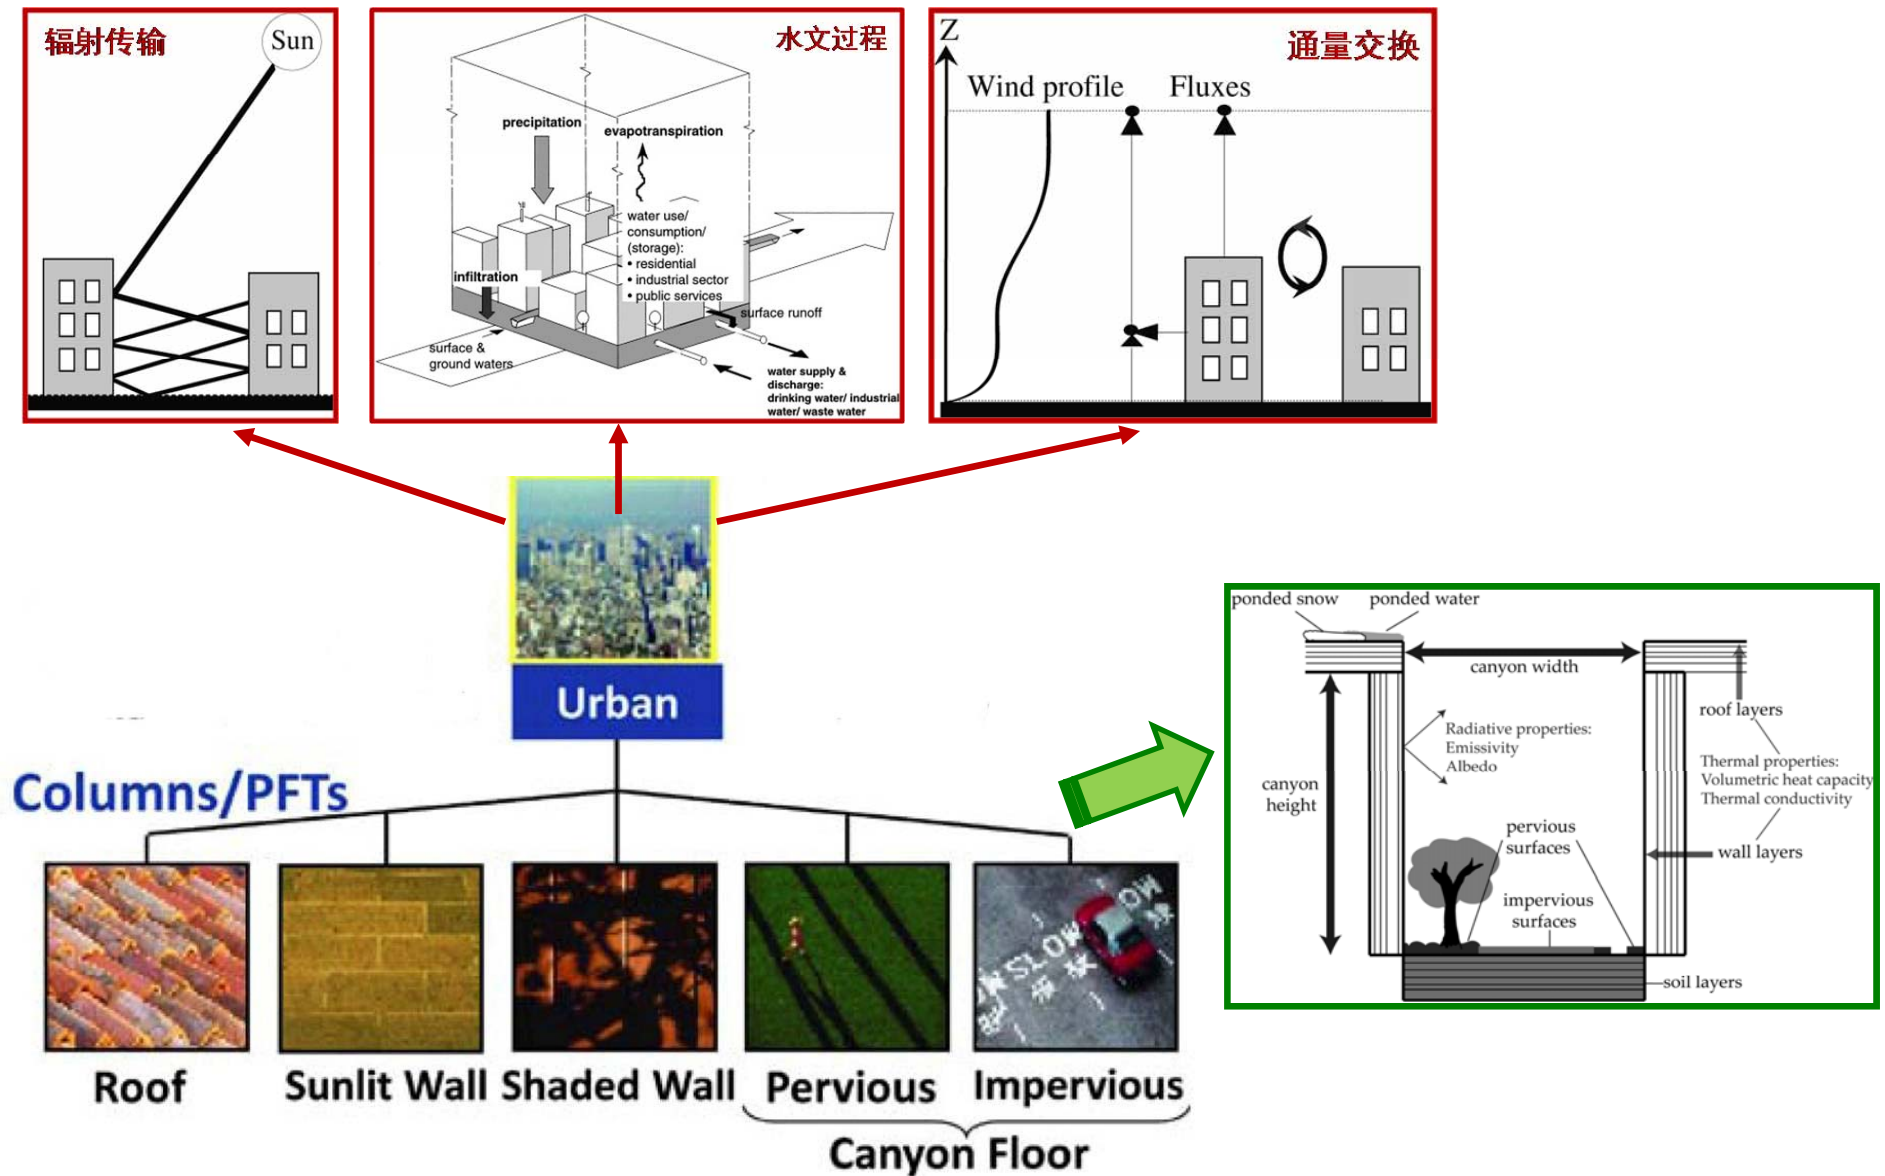 辐射传输
Sun
水文过程
precipitation
evapotranspiration
water use/
consumption/
(storage):
• residential
• industrial sector
• public services
infiltration
surface runoff
surface &
ground waters
water supply &
discharge:
drinking water/ industrial
water/ waste water
通量交换
Z
Wind profile
Fluxes
Urban
Columns/PFTs
Roof
Sunlit Wall
Shaded Wall
Pervious
Impervious
Canyon Floor
SLOW
ponded snow
ponded water
canyon width
roof layers
Radiative properties:
Emissivity
Albedo
canyon
height
Thermal properties:
Volumetric heat capacity
Thermal conductivity
pervious
surfaces
wall layers
impervious
surfaces
soil layers